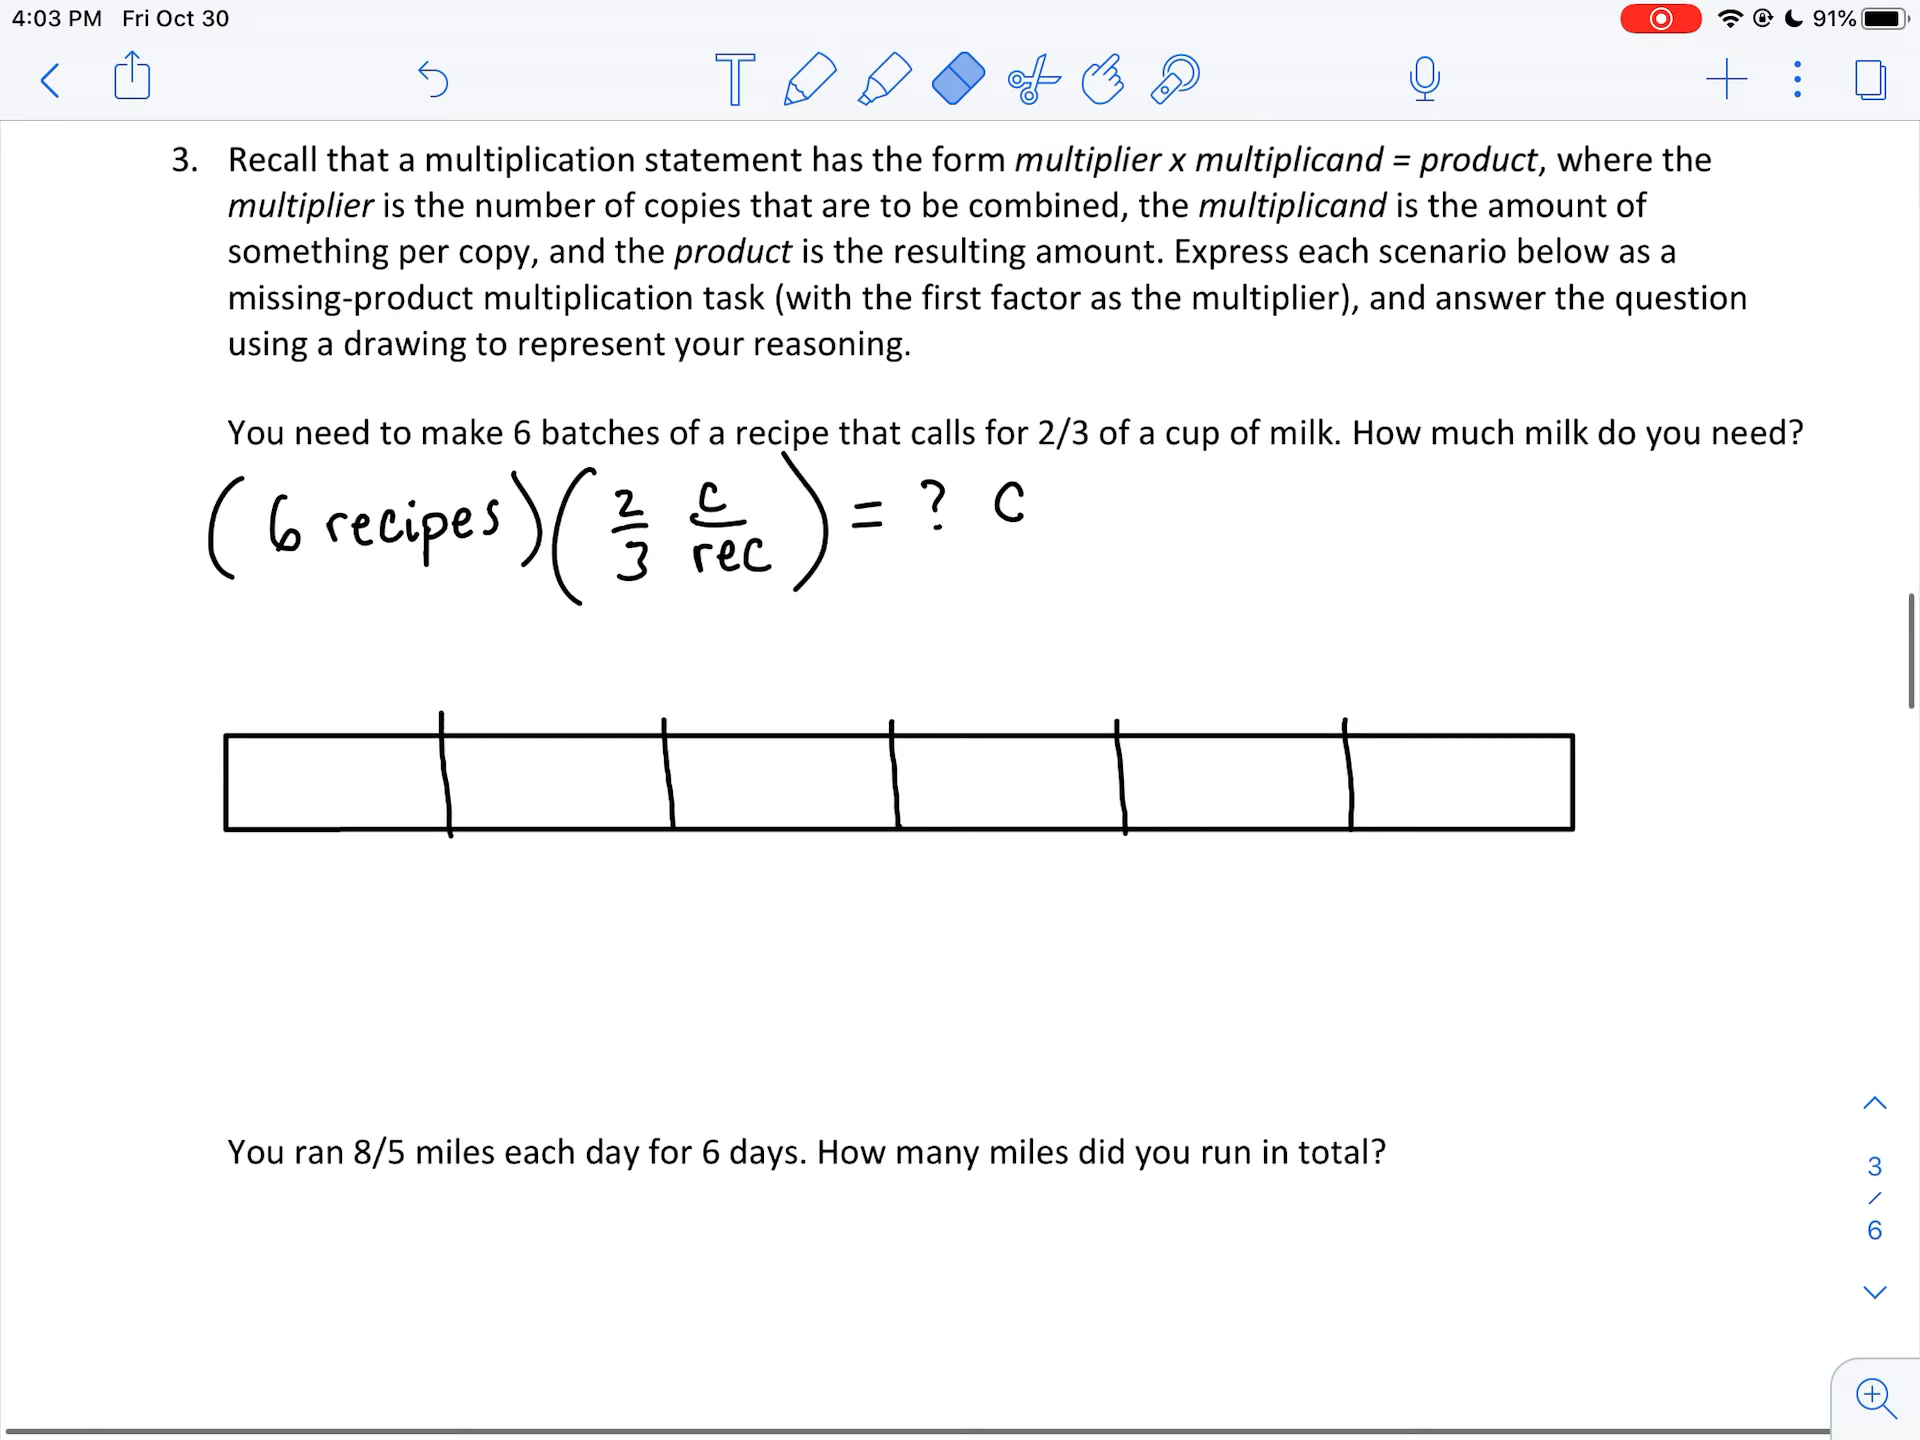 4:03 PM Fri Oct 30 91%
3. Recall that a multiplication statement has the form multiplier x multiplicand = product, where the
multiplier is the number of copies that are to be combined, the multiplicand is the amount of
something per copy, and the product is the resulting amount. Express each scenario below as a
missing-product multiplication task (with the first factor as the multiplier), and answer the question
using a drawing to represent your reasoning.
You need to make 6 batches of a recipe that calls for 2/3 of a cup of milk. How much milk do you need?
(6 recipes)(2/3 c/rec) = ? c
You ran 8/5 miles each day for 6 days. How many miles did you run in total?
3
/
6